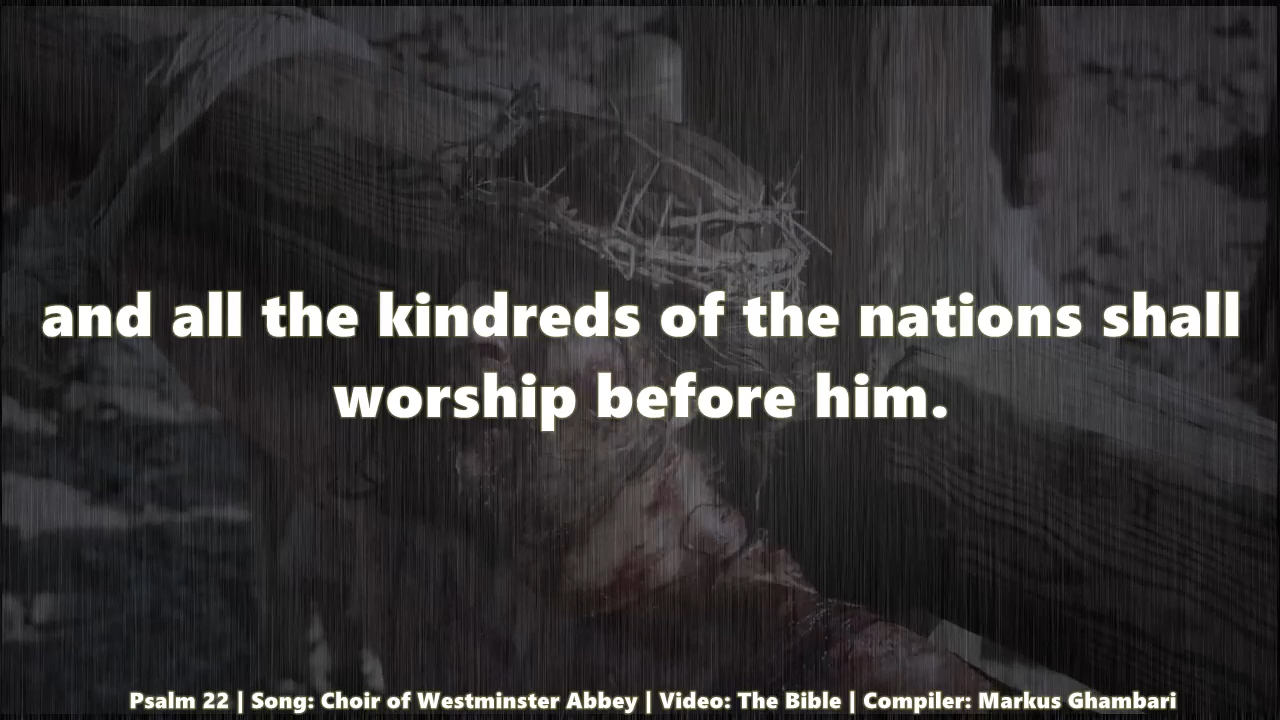 and all the kindreds of the nations shall
worship before him.
Psalm 22 | Song: Choir of Westminster Abbey | Video: The Bible | Compiler: Markus Ghambari